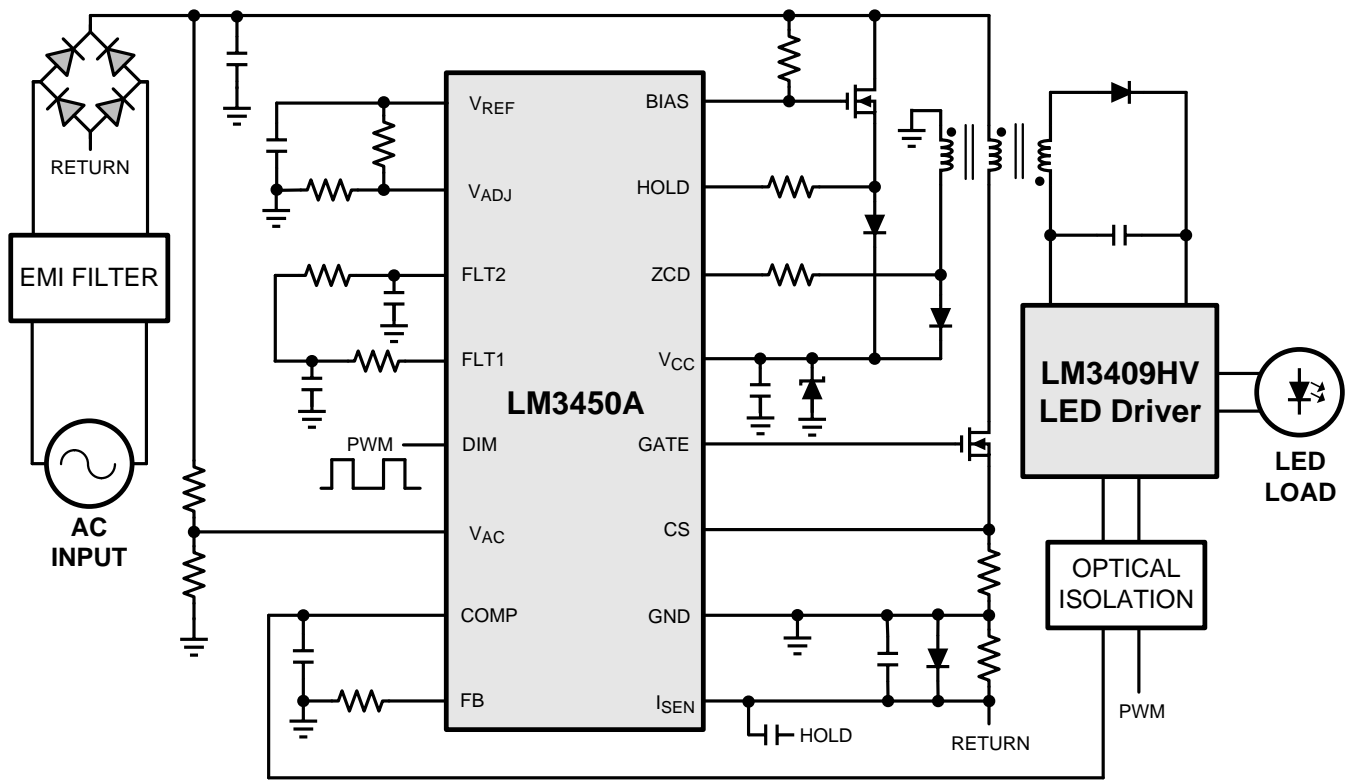 RETURN
EMI FILTER
AC
INPUT
VREF
VADJ
FLT2
FLT1
PWM
DIM
VAC
COMP
FB
LM3450A
BIAS
HOLD
ZCD
VCC
GATE
CS
GND
ISEN
HOLD
RETURN
LM3409HV
LED Driver
LED
LOAD
OPTICAL
ISOLATION
PWM